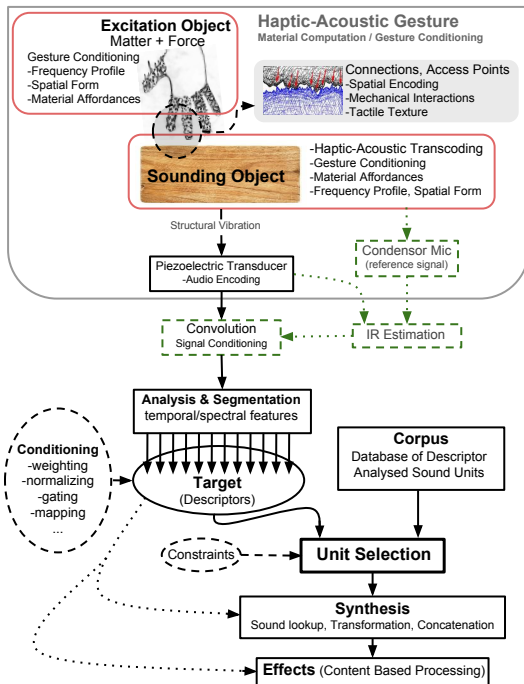 Excitation Object
Matter + Force
Gesture Conditioning
-Frequency Profile
-Spatial Form
-Material Affordances
Haptic-Acoustic Gesture
Material Computation / Gesture Conditioning
Connections, Access Points
-Spatial Encoding
-Mechanical Interactions
-Tactile Texture
Sounding Object
-Haptic-Acoustic Transcoding
-Gesture Conditioning
-Material Affordances
-Frequency Profile, Spatial Form
Structural Vibration
Condensor Mic
(reference signal)
Piezoelectric Transducer
-Audio Encoding
Convolution
Signal Conditioning
IR Estimation
Analysis & Segmentation
temporal/spectral features
Conditioning
-weighting
-normalizing
-gating
-mapping
...
Target
(Descriptors)
Corpus
Database of Descriptor
Analysed Sound Units
Constraints
Unit Selection
Synthesis
Sound lookup, Transformation, Concatenation
Effects (Content Based Processing)